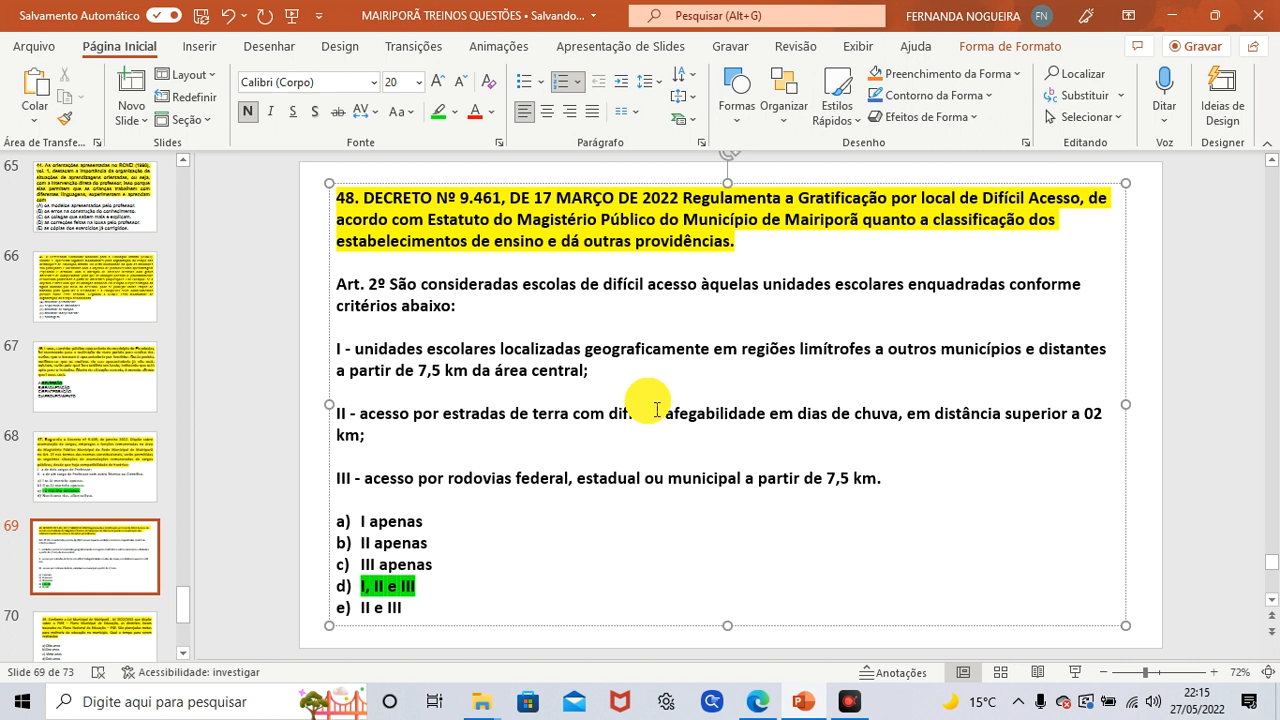 Salvamento Automático
MAIRIPORÃ TREINOS QUESTÕES • Salvando...
Pesquisar (Alt+G)
FERNANDA NOGUEIRA
FN
Arquivo
Página Inicial
Inserir
Desenhar
Design
Transições
Animações
Apresentação de Slides
Gravar
Revisão
Exibir
Ajuda
Forma de Formato
Gravar
Colar
Novo
Slide
Layout
Redefinir
Seção
Calibri (Corpo)
20
Formas
Organizar
Estilos
Rápidos
Preenchimento da Forma
Contorno da Forma
Efeitos de Forma
Localizar
Substituir
Selecionar
Ditar
Ideias de
Design
Área de Transfe...
Slides
Fonte
Parágrafo
Desenho
Editando
Voz
Designer
65
66
67
68
69
70
48. DECRETO Nº 9.461, DE 17 MARÇO DE 2022 Regulamenta a Gratificação por local de Difícil Acesso, de
acordo com Estatuto do Magistério Público do Município de Mairiporã quanto a classificação dos
estabelecimentos de ensino e dá outras providências.
Art. 2º São consideradas escolas de difícil acesso àquelas unidades escolares enquadradas conforme
critérios abaixo:
I - unidades escolares localizadas geograficamente em regiões limítrofes a outros municípios e distantes
a partir de 7,5 km da área central;
II - acesso por estradas de terra com afegabilidade em dias de chuva, em distância superior a 02
km;
III - acesso por rodovias federal, estadual ou municipal a partir de 7,5 km.
a) I apenas
b) II apenas
c) III apenas
d) I, II e III
e) II e III
Slide 69 de 73
Acessibilidade: investigar
Anotações
72%
Digite aqui para pesquisar
15°C
22:15
27/05/2022